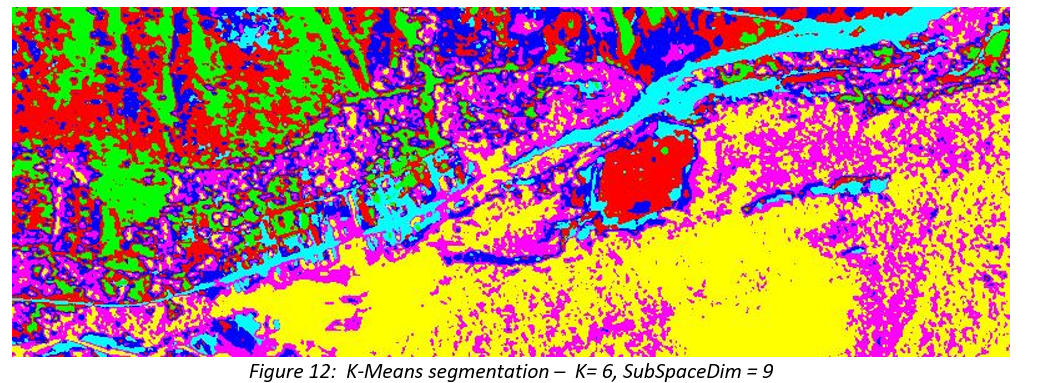 Figure 12:  K-Means segmentation –  K= 6, SubSpaceDim = 9